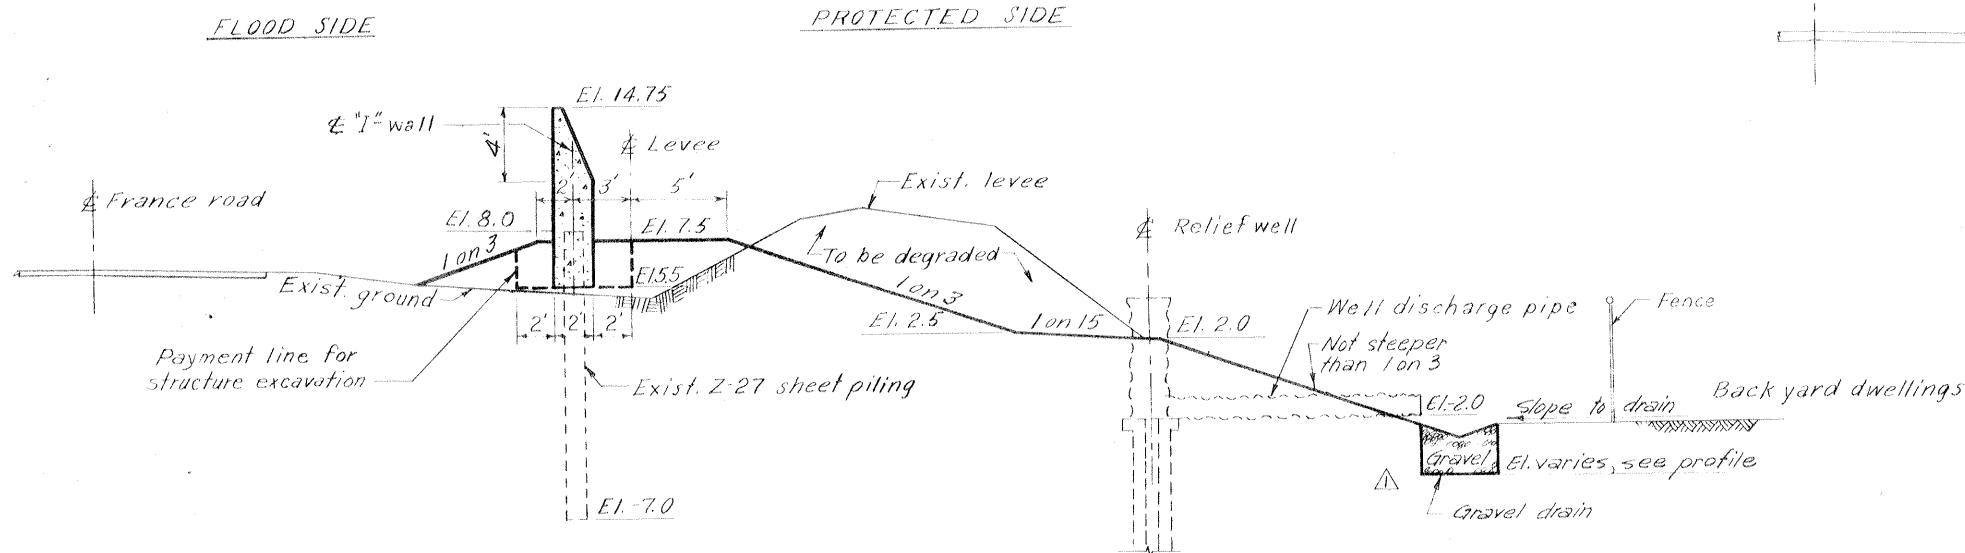 FLOOD SIDE
PROTECTED SIDE
El. 14.75
℄ "I" wall
4'
℄ Levee
℄ France road
2'
3'
5'
Exist. levee
El. 8.0
El. 7.5
℄ Relief well
1 on 3
To be degraded
El 5.5
Exist. ground
1 on 3
Well discharge pipe
Fence
2'
2'
2'
El. 2.5
1 on 15
El. 2.0
Not steeper
than 1 on 3
Payment line for
structure excavation
Exist. Z-27 sheet piling
Back yard dwellings
El.-2.0
Slope to drain
Gravel
El. varies, see profile
1
Gravel drain
El.-7.0